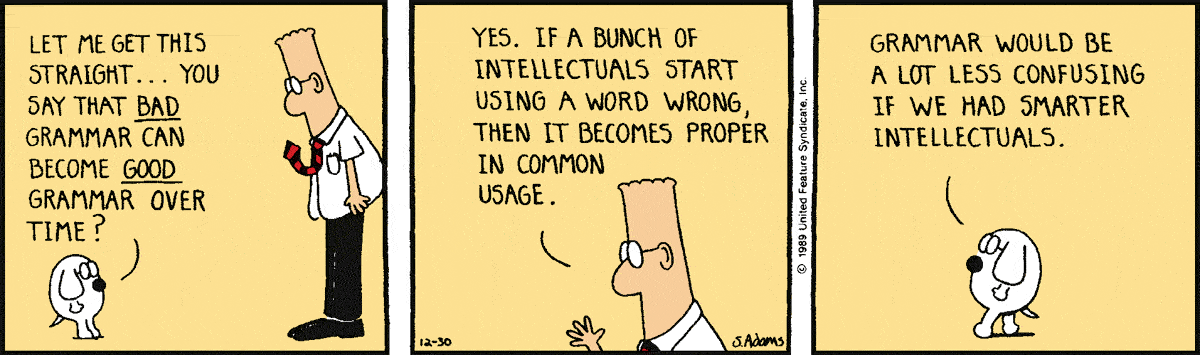 LET ME GET THIS
STRAIGHT... YOU
SAY THAT BAD
GRAMMAR CAN
BECOME GOOD
GRAMMAR OVER
TIME?
YES. IF A BUNCH OF
INTELLECTUALS START
USING A WORD WRONG,
THEN IT BECOMES PROPER
IN COMMON
USAGE.
12-30
S.Adams
© 1989 United Feature Syndicate, Inc.
GRAMMAR WOULD BE
A LOT LESS CONFUSING
IF WE HAD SMARTER
INTELLECTUALS.